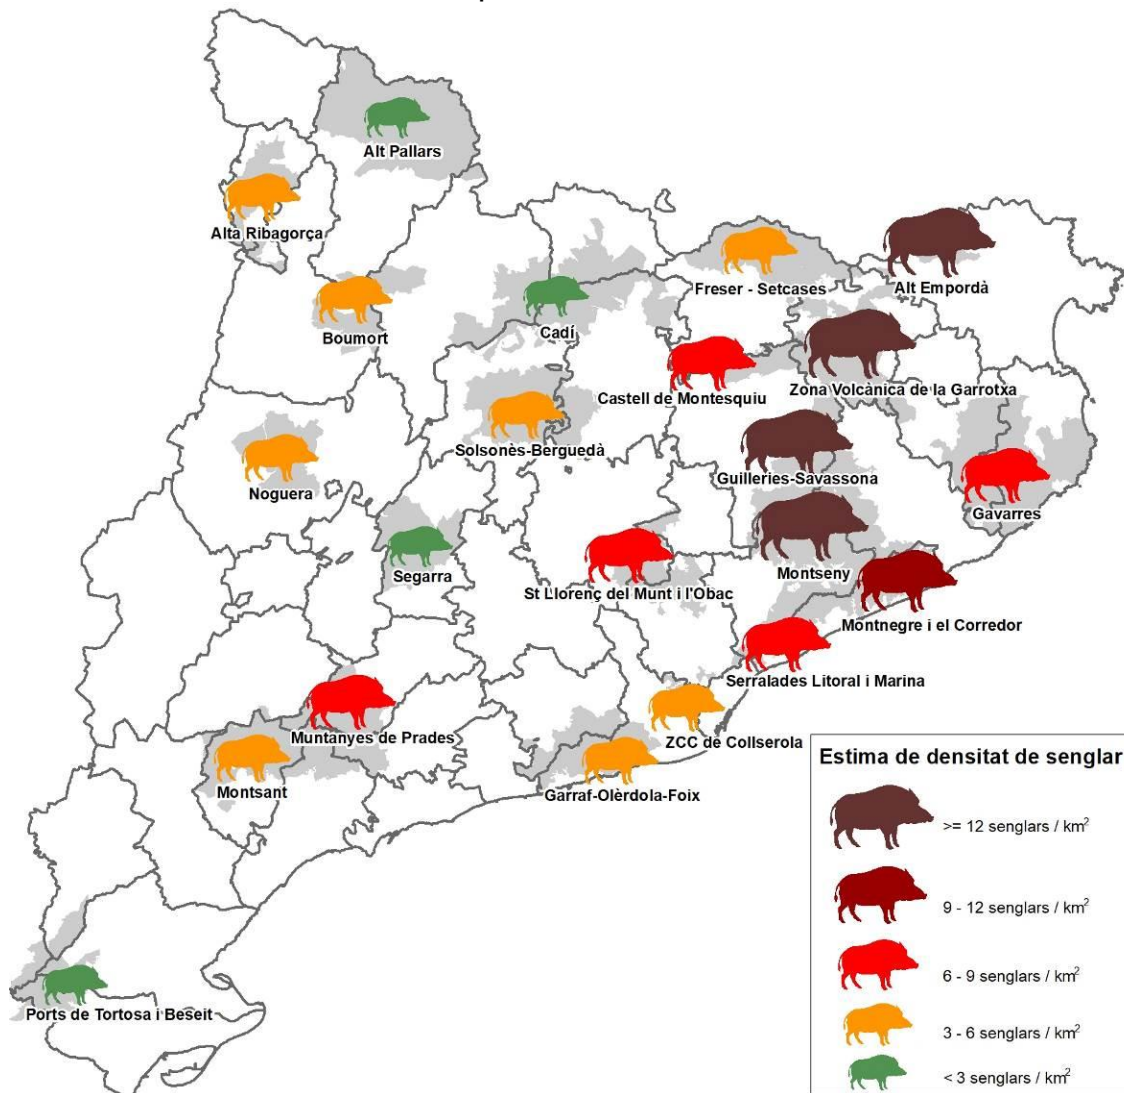 Alt Pallars
Alta Ribagorça
Alt Empordà
Freser - Setcases
Boumort
Cadí
Zona Volcànica de la Garrotxa
Castell de Montesquiu
Solsonès-Berguedà
Guilleries-Savassona
Noguera
Gavarres
Segarra
Montseny
St Llorenç del Munt i l'Obac
Montnegre i el Corredor
Serralades Litoral i Marina
Muntanyes de Prades
ZCC de Collserola
Montsant
Garraf-Olèrdola-Foix
Ports de Tortosa i Beseit
Estima de densitat de senglar
>= 12 senglars / km²
9 - 12 senglars / km²
6 - 9 senglars / km²
3 - 6 senglars / km²
< 3 senglars / km²